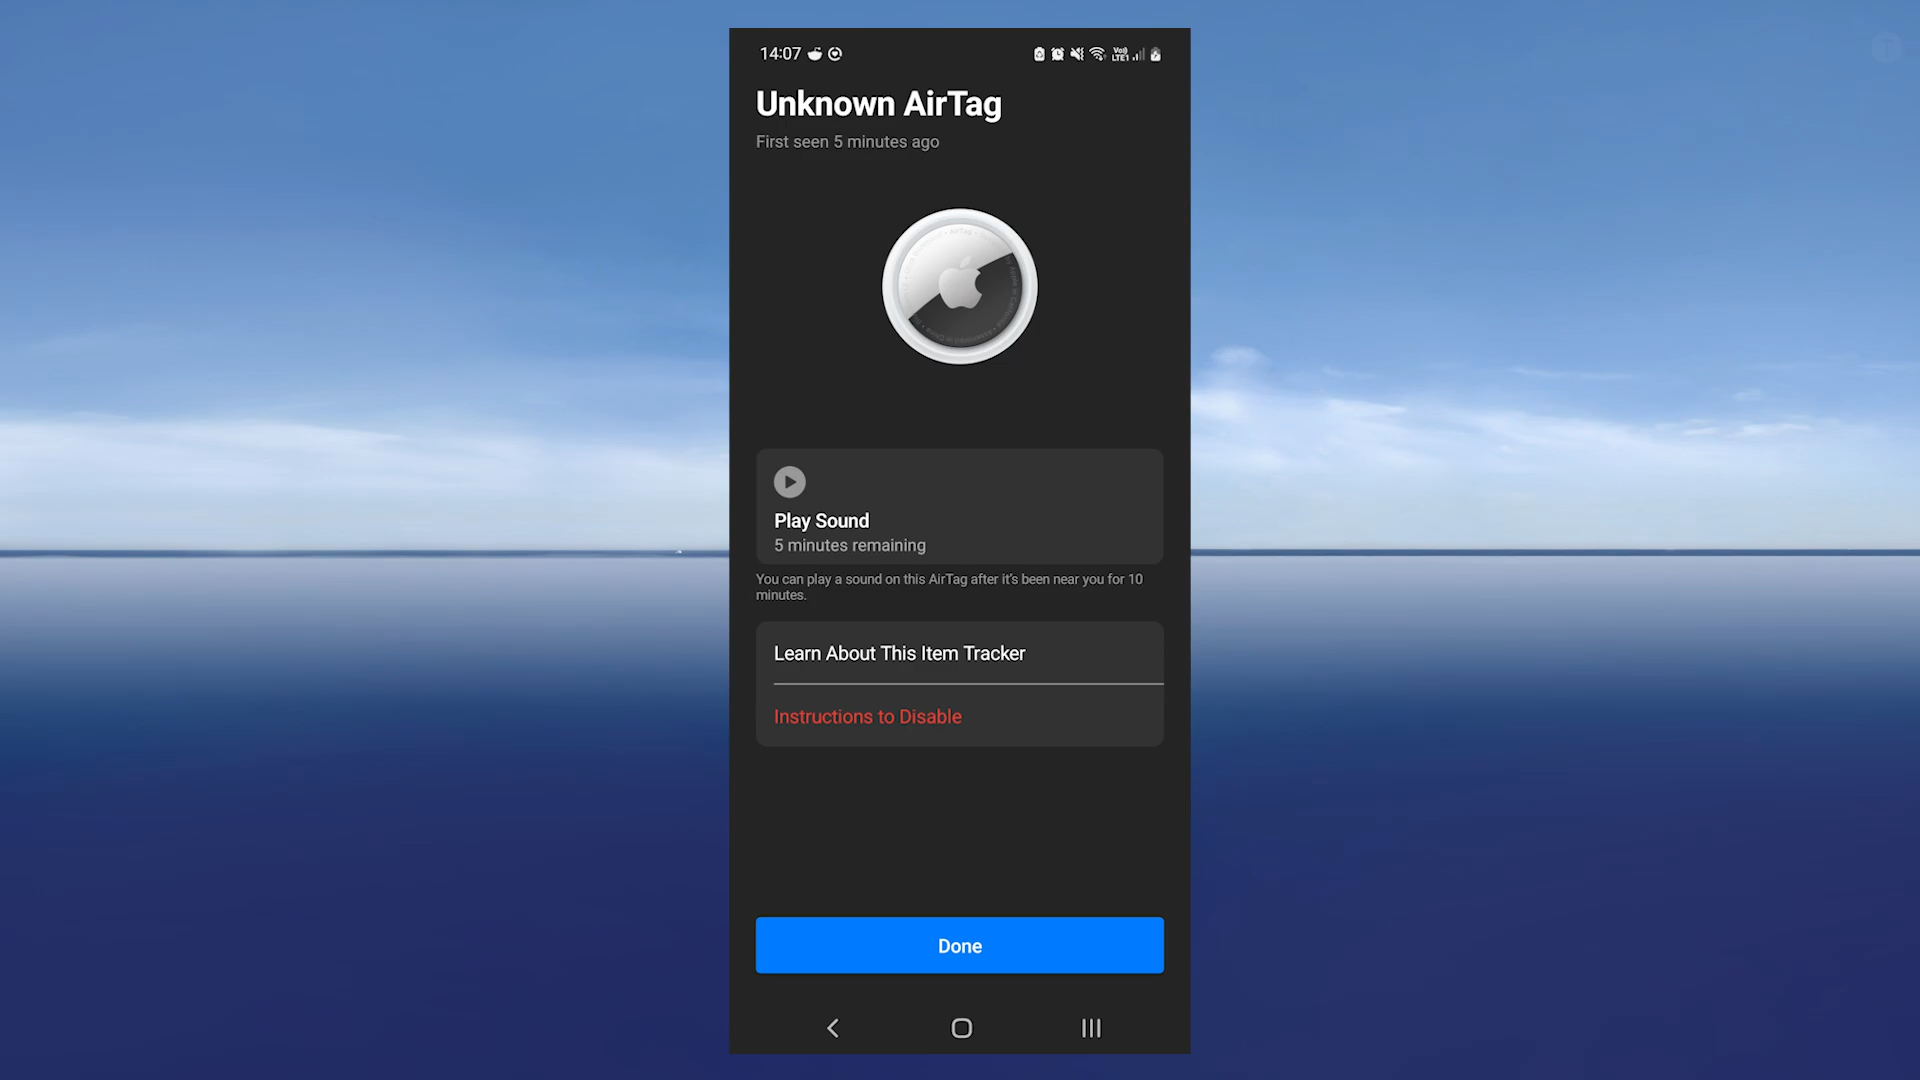 14:07
Vo)) LTE1
Unknown AirTag
First seen 5 minutes ago
Play Sound
5 minutes remaining
You can play a sound on this AirTag after it's been near you for 10
minutes.
Learn About This Item Tracker
Instructions to Disable
Done